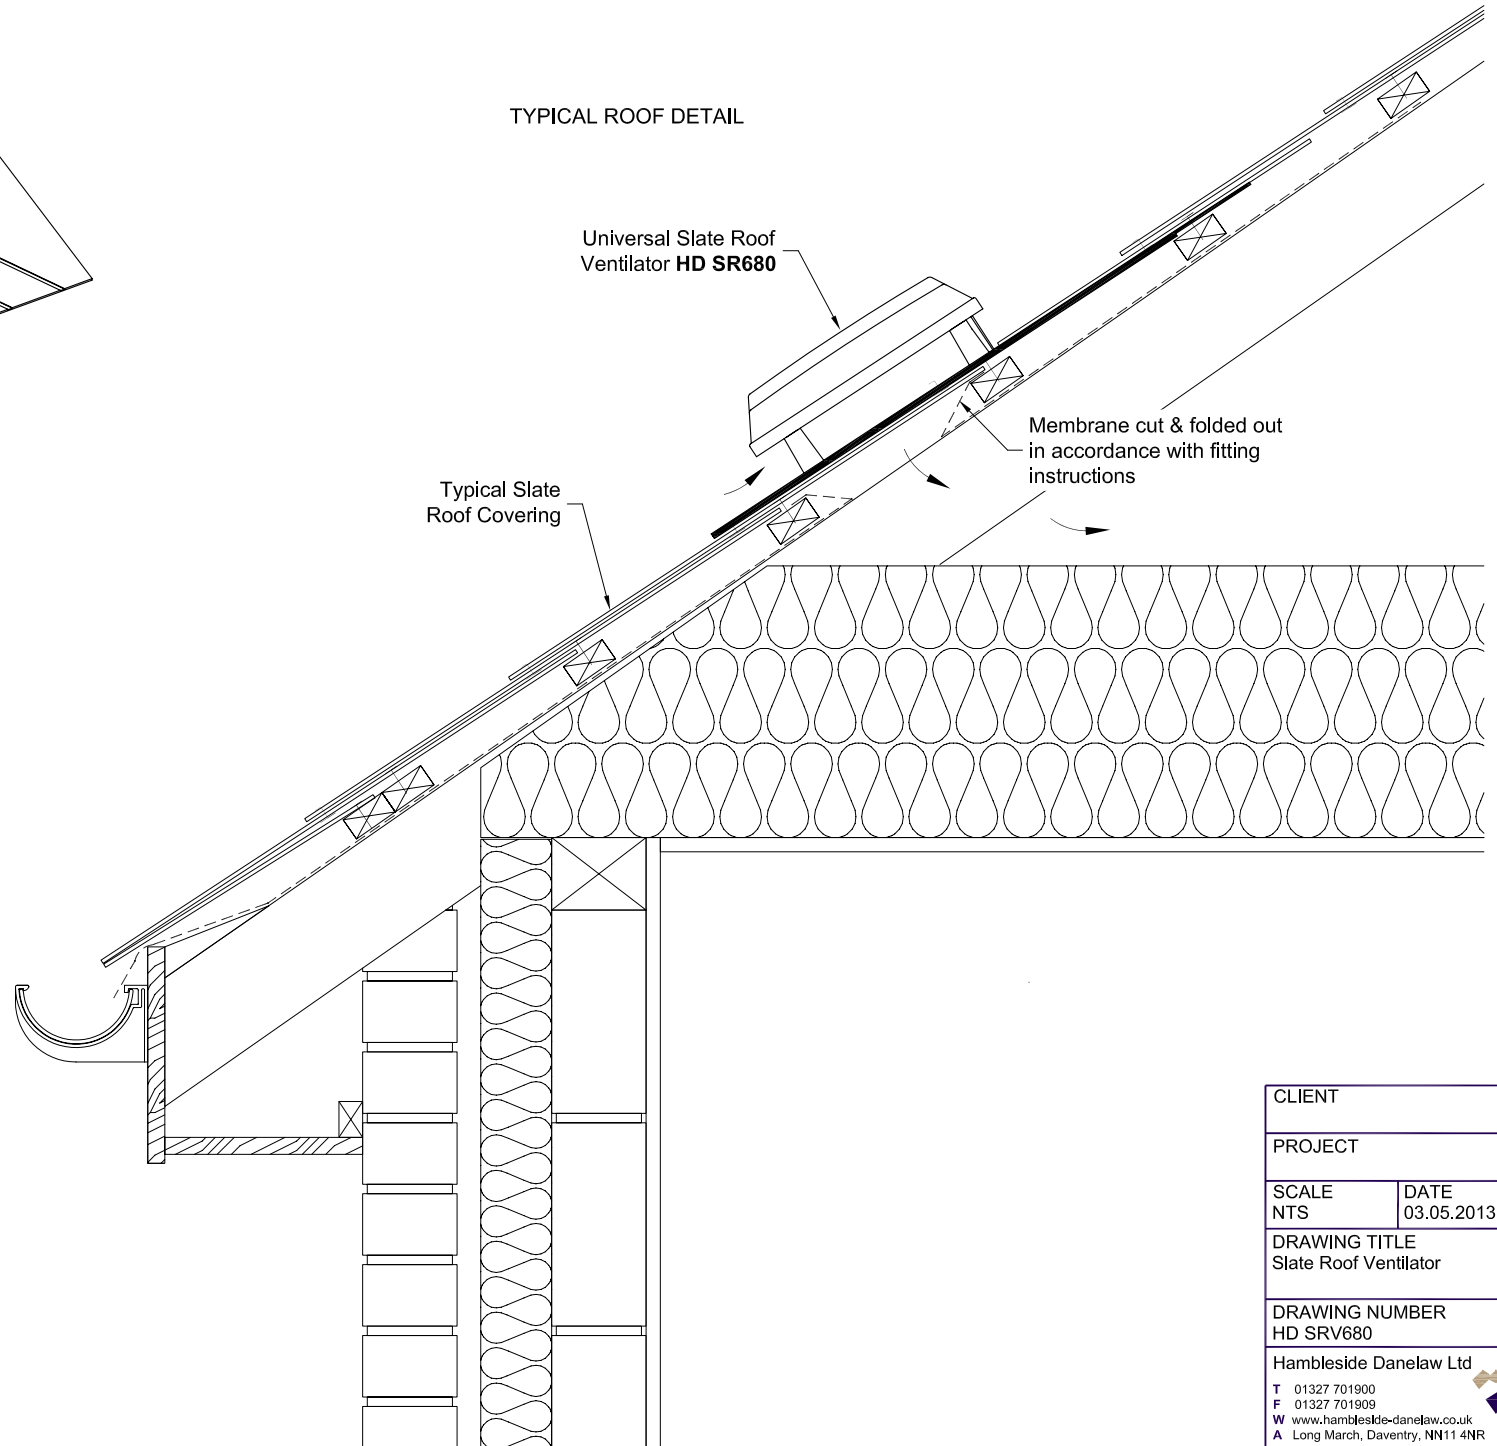 TYPICAL ROOF DETAIL
Universal Slate Roof
Ventilator HD SR680
Membrane cut & folded out
in accordance with fitting
instructions
Typical Slate
Roof Covering
CLIENT
PROJECT
SCALE
NTS
DATE
03.05.2013
DRAWING TITLE
Slate Roof Ventilator
DRAWING NUMBER
HD SRV680
Hambleside Danelaw Ltd
T 01327 701900
F 01327 701909
W www.hambleside-danelaw.co.uk
A Long March, Daventry, NN11 4NR